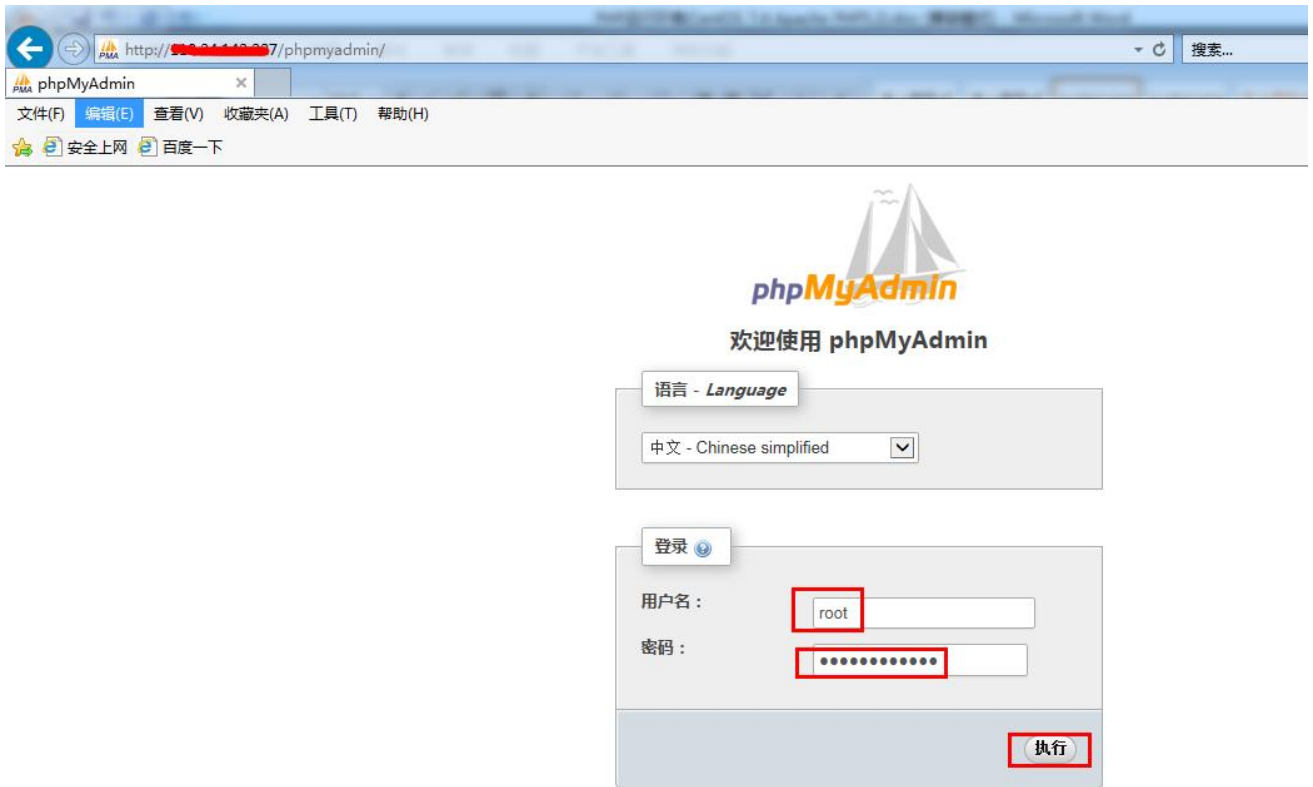 http://
7/phpmyadmin/
搜索...
PMA phpMyAdmin
文件(F) 编辑(E) 查看(V) 收藏夹(A) 工具(T) 帮助(H)
安全上网 百度一下
phpMyAdmin
欢迎使用 phpMyAdmin
语言 - Language
中文 - Chinese simplified
登录
用户名：
root
密码：
执行